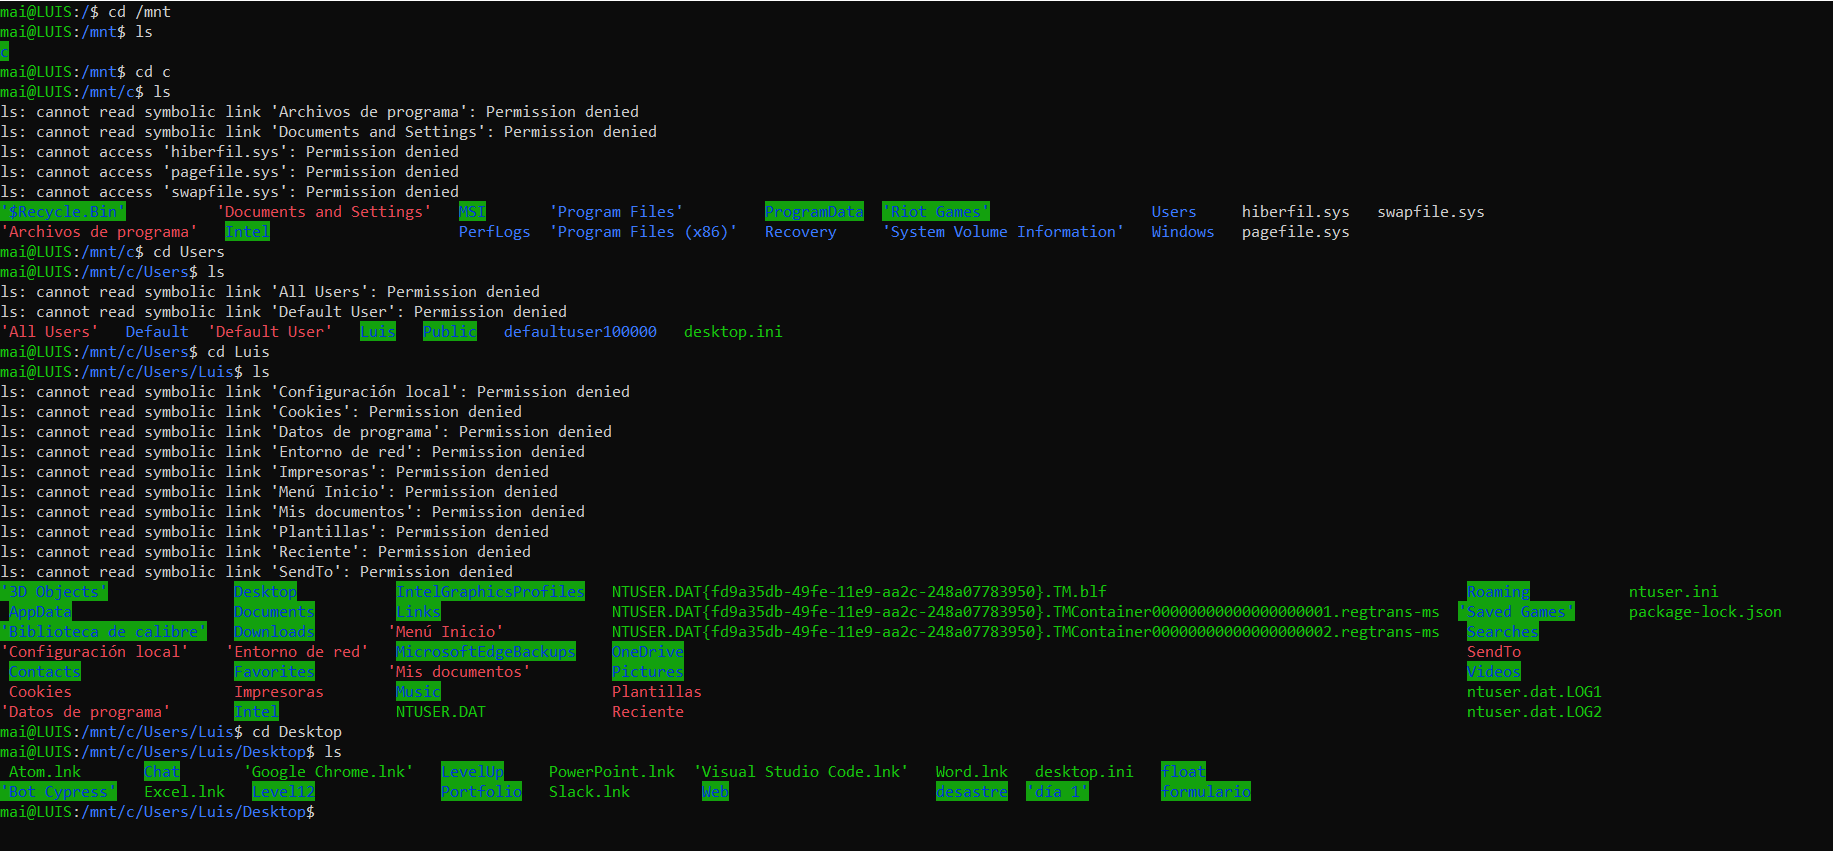 mai@LUIS:/$ cd /mnt
mai@LUIS:/mnt$ ls
c
mai@LUIS:/mnt$ cd c
mai@LUIS:/mnt/c$ ls
ls: cannot read symbolic link 'Archivos de programa': Permission denied
ls: cannot read symbolic link 'Documents and Settings': Permission denied
ls: cannot access 'hiberfil.sys': Permission denied
ls: cannot access 'pagefile.sys': Permission denied
ls: cannot access 'swapfile.sys': Permission denied
'$Recycle.Bin' 'Documents and Settings' MSI 'Program Files' ProgramData 'Riot Games' Users hiberfil.sys swapfile.sys
'Archivos de programa' Intel PerfLogs 'Program Files (x86)' Recovery 'System Volume Information' Windows pagefile.sys
mai@LUIS:/mnt/c$ cd Users
mai@LUIS:/mnt/c/Users$ ls
ls: cannot read symbolic link 'All Users': Permission denied
ls: cannot read symbolic link 'Default User': Permission denied
'All Users' Default 'Default User' Luis Public defaultuser100000 desktop.ini
mai@LUIS:/mnt/c/Users$ cd Luis
mai@LUIS:/mnt/c/Users/Luis$ ls
ls: cannot read symbolic link 'Configuración local': Permission denied
ls: cannot read symbolic link 'Cookies': Permission denied
ls: cannot read symbolic link 'Datos de programa': Permission denied
ls: cannot read symbolic link 'Entorno de red': Permission denied
ls: cannot read symbolic link 'Impresoras': Permission denied
ls: cannot read symbolic link 'Menú Inicio': Permission denied
ls: cannot read symbolic link 'Mis documentos': Permission denied
ls: cannot read symbolic link 'Plantillas': Permission denied
ls: cannot read symbolic link 'Reciente': Permission denied
ls: cannot read symbolic link 'SendTo': Permission denied
'3D Objects' Desktop IntelGraphicsProfiles NTUSER.DAT{fd9a35db-49fe-11e9-aa2c-248a07783950}.TM.blf Roaming ntuser.ini
AppData Documents Links NTUSER.DAT{fd9a35db-49fe-11e9-aa2c-248a07783950}.TMContainer00000000000000000001.regtrans-ms 'Saved Games' package-lock.json
'Biblioteca de calibre' Downloads 'Menú Inicio' NTUSER.DAT{fd9a35db-49fe-11e9-aa2c-248a07783950}.TMContainer00000000000000000002.regtrans-ms Searches
'Configuración local' 'Entorno de red' MicrosoftEdgeBackups OneDrive SendTo
Contacts Favorites 'Mis documentos' Pictures Videos
Cookies Impresoras Music Plantillas ntuser.dat.LOG1
'Datos de programa' Intel NTUSER.DAT Reciente ntuser.dat.LOG2
mai@LUIS:/mnt/c/Users/Luis$ cd Desktop
mai@LUIS:/mnt/c/Users/Luis/Desktop$ ls
Atom.lnk Chat 'Google Chrome.lnk' LevelUp PowerPoint.lnk 'Visual Studio Code.lnk' Word.lnk desktop.ini float
'Bot Cypress' Excel.lnk Level12 Portfolio Slack.lnk Web desastre 'día 1' formulario
mai@LUIS:/mnt/c/Users/Luis/Desktop$